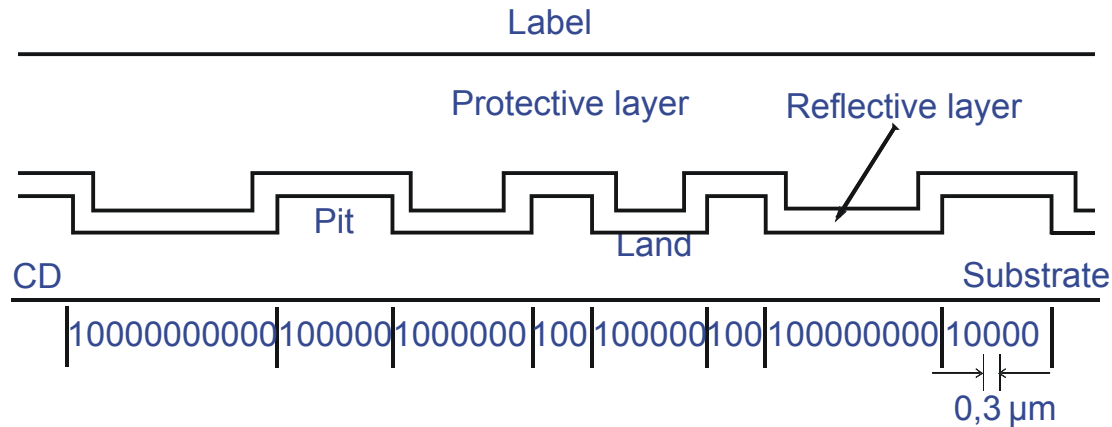 Label
Protective layer
Reflective layer
Pit
Land
CD
Substrate
10000000000 100000 1000000 100 100000 100 100000000 10000
0,3 µm